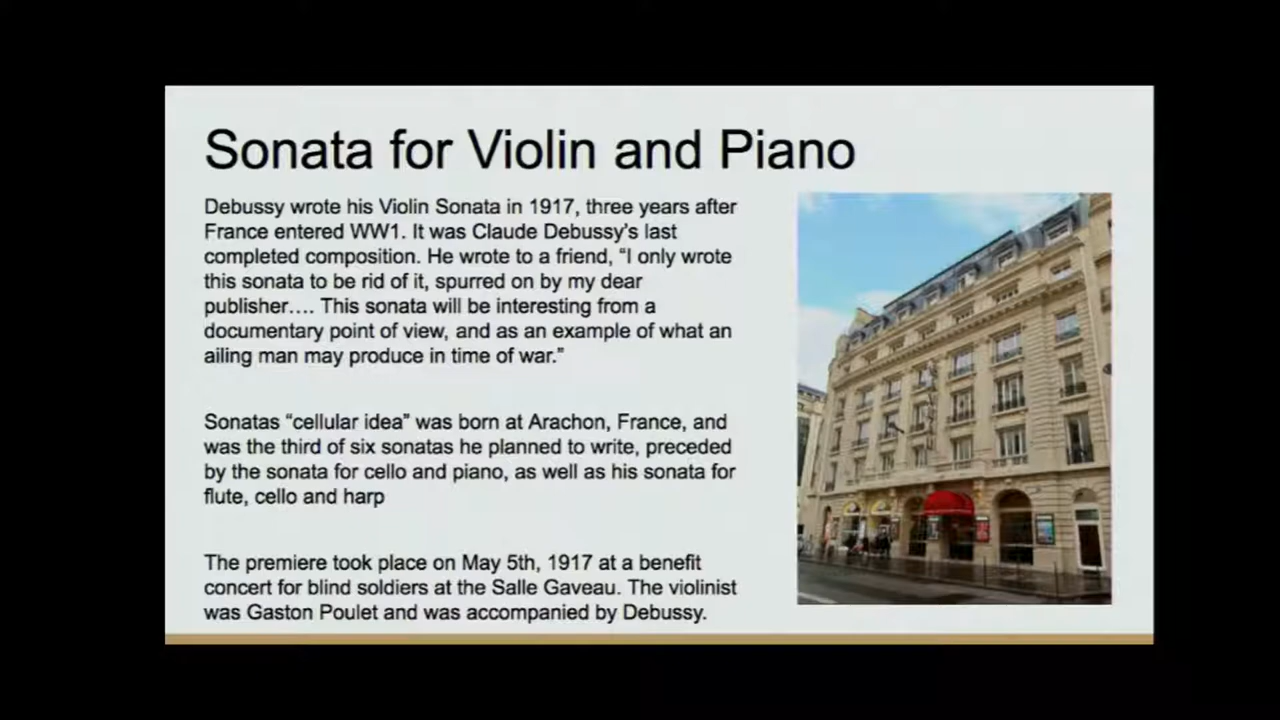 Sonata for Violin and Piano
Debussy wrote his Violin Sonata in 1917, three years after
France entered WW1. It was Claude Debussy’s last
completed composition. He wrote to a friend, “I only wrote
this sonata to be rid of it, spurred on by my dear
publisher…. This sonata will be interesting from a
documentary point of view, and as an example of what an
ailing man may produce in time of war.”
Sonatas “cellular idea” was born at Arachon, France, and
was the third of six sonatas he planned to write, preceded
by the sonata for cello and piano, as well as his sonata for
flute, cello and harp
The premiere took place on May 5th, 1917 at a benefit
concert for blind soldiers at the Salle Gaveau. The violinist
was Gaston Poulet and was accompanied by Debussy.